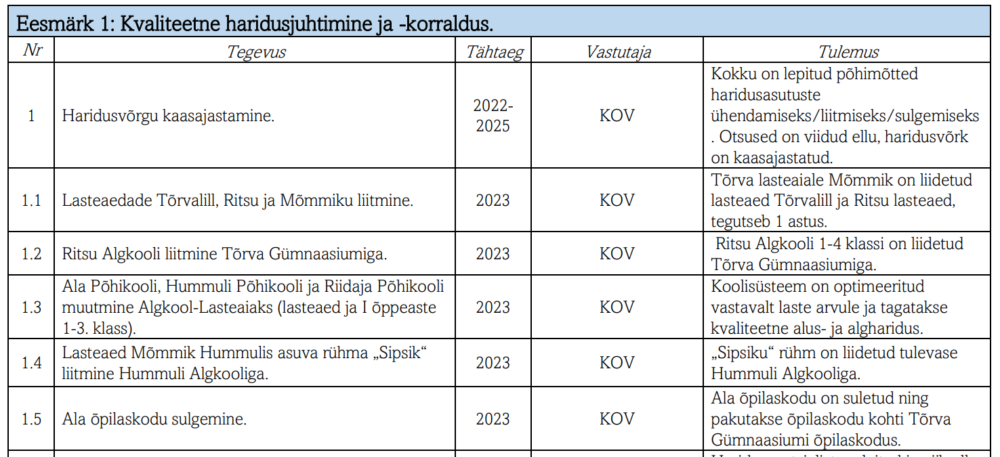 Eesmärk 1: Kvaliteetne haridusjuhtimine ja -korraldus.
Nr Tegevus Tähtaeg Vastutaja Tulemus
1
Haridusvõrgu kaasajastamine.
2022-
2025
KOV
Kokku on lepitud põhimõtted
haridusasutuste
ühendamiseks/liitmiseks/sulgemiseks
. Otsused on viidud ellu, haridusvõrk
on kaasajastatud.
1.1
Lasteaedade Tõrvalill, Ritsu ja Mõmmiku liitmine.
2023
KOV
Tõrva lasteaiale Mõmmik on liidetud
lasteaed Tõrvalill ja Ritsu lasteaed,
tegutseb 1 astus.
1.2
Ritsu Algkooli liitmine Tõrva Gümnaasiumiga.
2023
KOV
Ritsu Algkooli 1-4 klassi on liidetud
Tõrva Gümnaasiumiga.
1.3
Ala Põhikooli, Hummuli Põhikooli ja Riidaja Põhikooli
muutmine Algkool-Lasteaiaks (lasteaed ja I õppeaste
1-3. klass).
2023
KOV
Koolisüsteem on optimeeritud
vastavalt laste arvule ja tagatakse
kvaliteetne alus- ja algharidus.
1.4
Lasteaed Mõmmik Hummulis asuva rühma „Sipsik“
liitmine Hummuli Algkooliga.
2023
KOV
„Sipsiku“ rühm on liidetud tulevase
Hummuli Algkooliga.
1.5
Ala õpilaskodu sulgemine.
2023
KOV
Ala õpilaskodu on suletud ning
pakutakse õpilaskodu kohti Tõrva
Gümnaasiumi õpilaskodus.